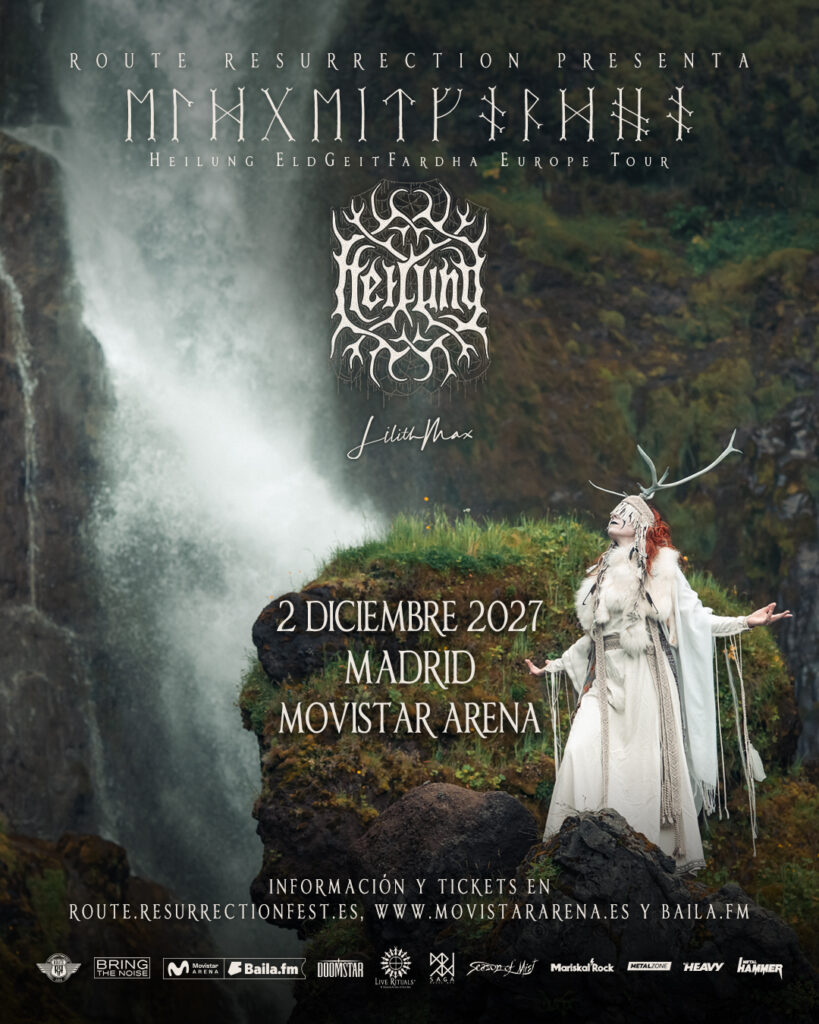 ROUTE RESURRECTION PRESENTA
HEILUNG ELDGEITFARDHA EUROPE TOUR
Heilung
LilithMax
2 DICIEMBRE 2027
MADRID
MOVISTAR ARENA
INFORMACIÓN Y TICKETS EN
ROUTE.RESURRECTIONFEST.ES, WWW.MOVISTARARENA.ES Y BAILA.FM
BRING THE NOISE Movistar ARENA Baila.fm DOOMSTAR LIVE RITUALS SAGA Season of Mist MariskalRock METALZONE HEAVY METAL HAMMER